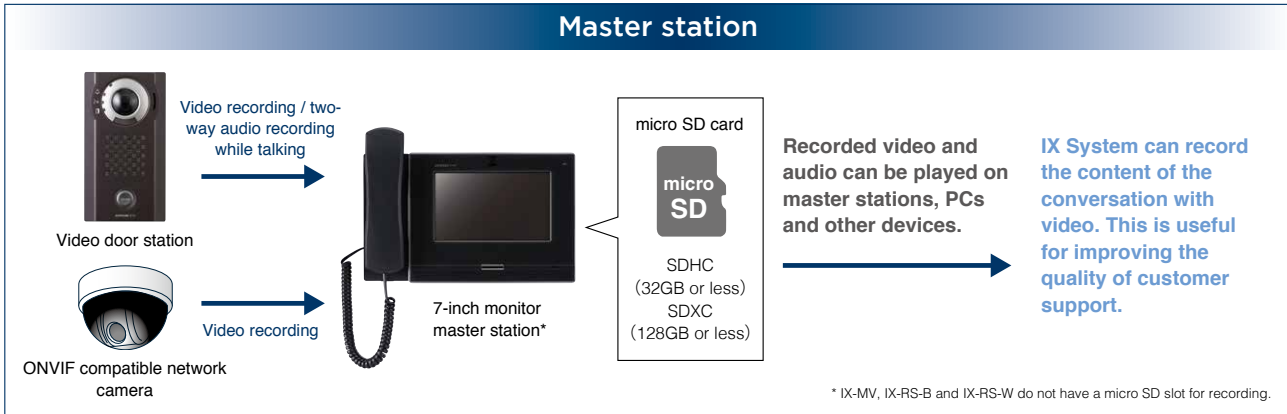 Master station
Video recording / two-
way audio recording
while talking
Video door station
Video recording
ONVIF compatible network
camera
7-inch monitor
master station*
micro SD card
micro
SD
SDHC
(32GB or less)
SDXC
(128GB or less)
Recorded video and
audio can be played on
master stations, PCs
and other devices.
IX System can record
the content of the
conversation with
video. This is useful
for improving the
quality of customer
support.
* IX-MV, IX-RS-B and IX-RS-W do not have a micro SD slot for recording.